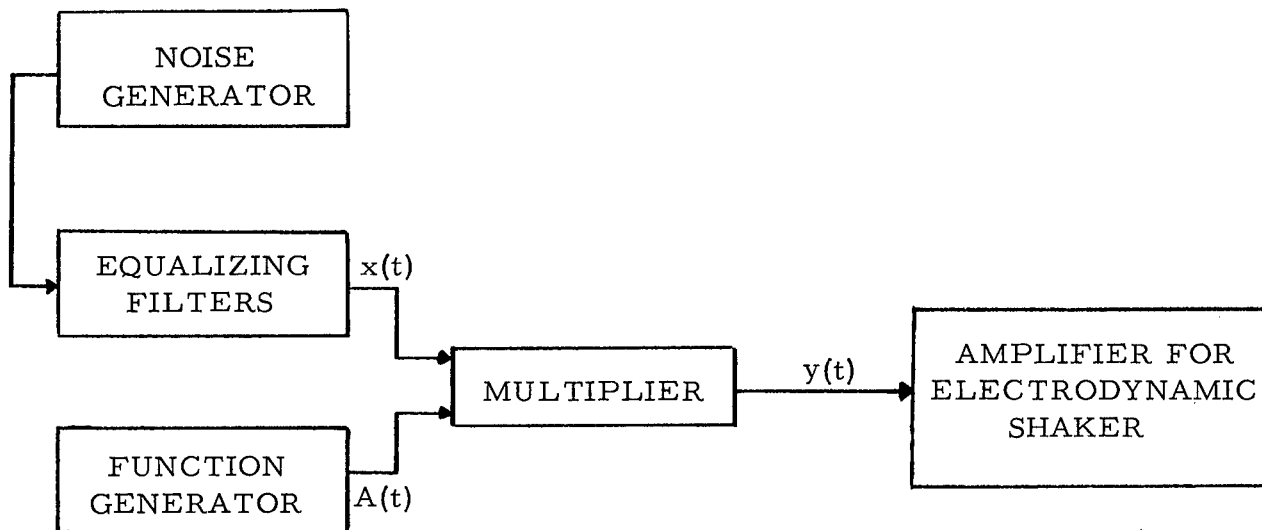 NOISE
GENERATOR
EQUALIZING
FILTERS
x(t)
FUNCTION
GENERATOR
A(t)
MULTIPLIER
y(t)
AMPLIFIER FOR
ELECTRODYNAMIC
SHAKER